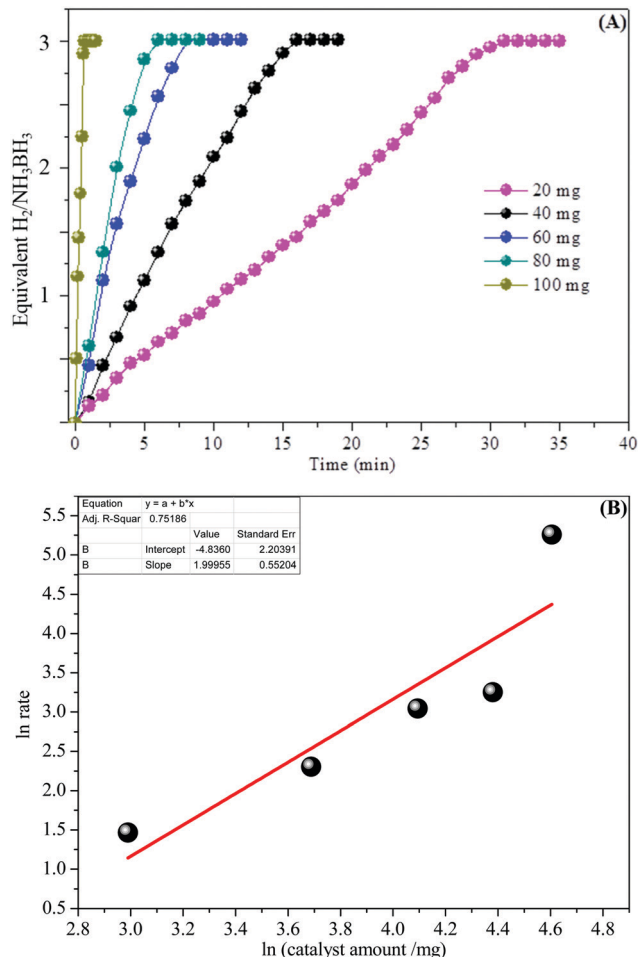 (A)
3
2
1
Equivalent H₂/NH₃BH₃
20 mg
40 mg
60 mg
80 mg
100 mg
0 5 10 15 20 25 30 35 40
Time (min)
(B)
Equation y = a + b*x
Adj. R-Squar 0.75186
Value Standard Err
B Intercept -4.8360 2.20391
B Slope 1.99955 0.55204
5.5
5.0
4.5
4.0
3.5
3.0
2.5
2.0
1.5
1.0
0.5
ln rate
2.8 3.0 3.2 3.4 3.6 3.8 4.0 4.2 4.4 4.6 4.8
ln (catalyst amount /mg)